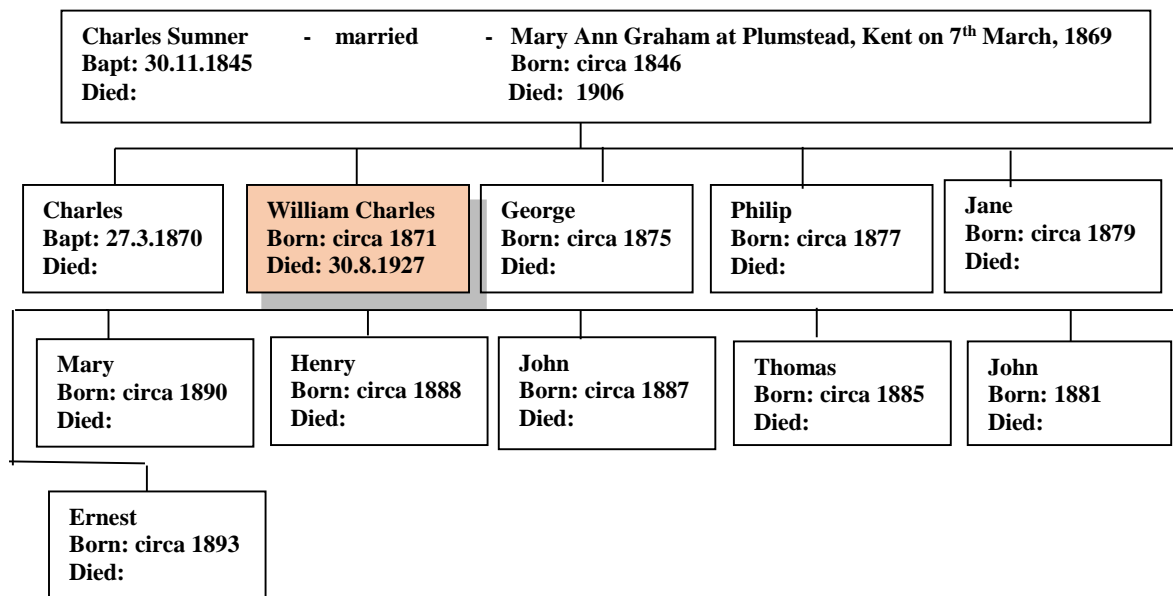 Charles Sumner - married - Mary Ann Graham at Plumstead, Kent on 7th March, 1869
Bapt: 30.11.1845 Born: circa 1846
Died: Died: 1906
Charles
Bapt: 27.3.1870
Died:
William Charles
Born: circa 1871
Died: 30.8.1927
George
Born: circa 1875
Died:
Philip
Born: circa 1877
Died:
Jane
Born: circa 1879
Died:
Mary
Born: circa 1890
Died:
Henry
Born: circa 1888
Died:
John
Born: circa 1887
Died:
Thomas
Born: circa 1885
Died:
John
Born: 1881
Died:
Ernest
Born: circa 1893
Died: